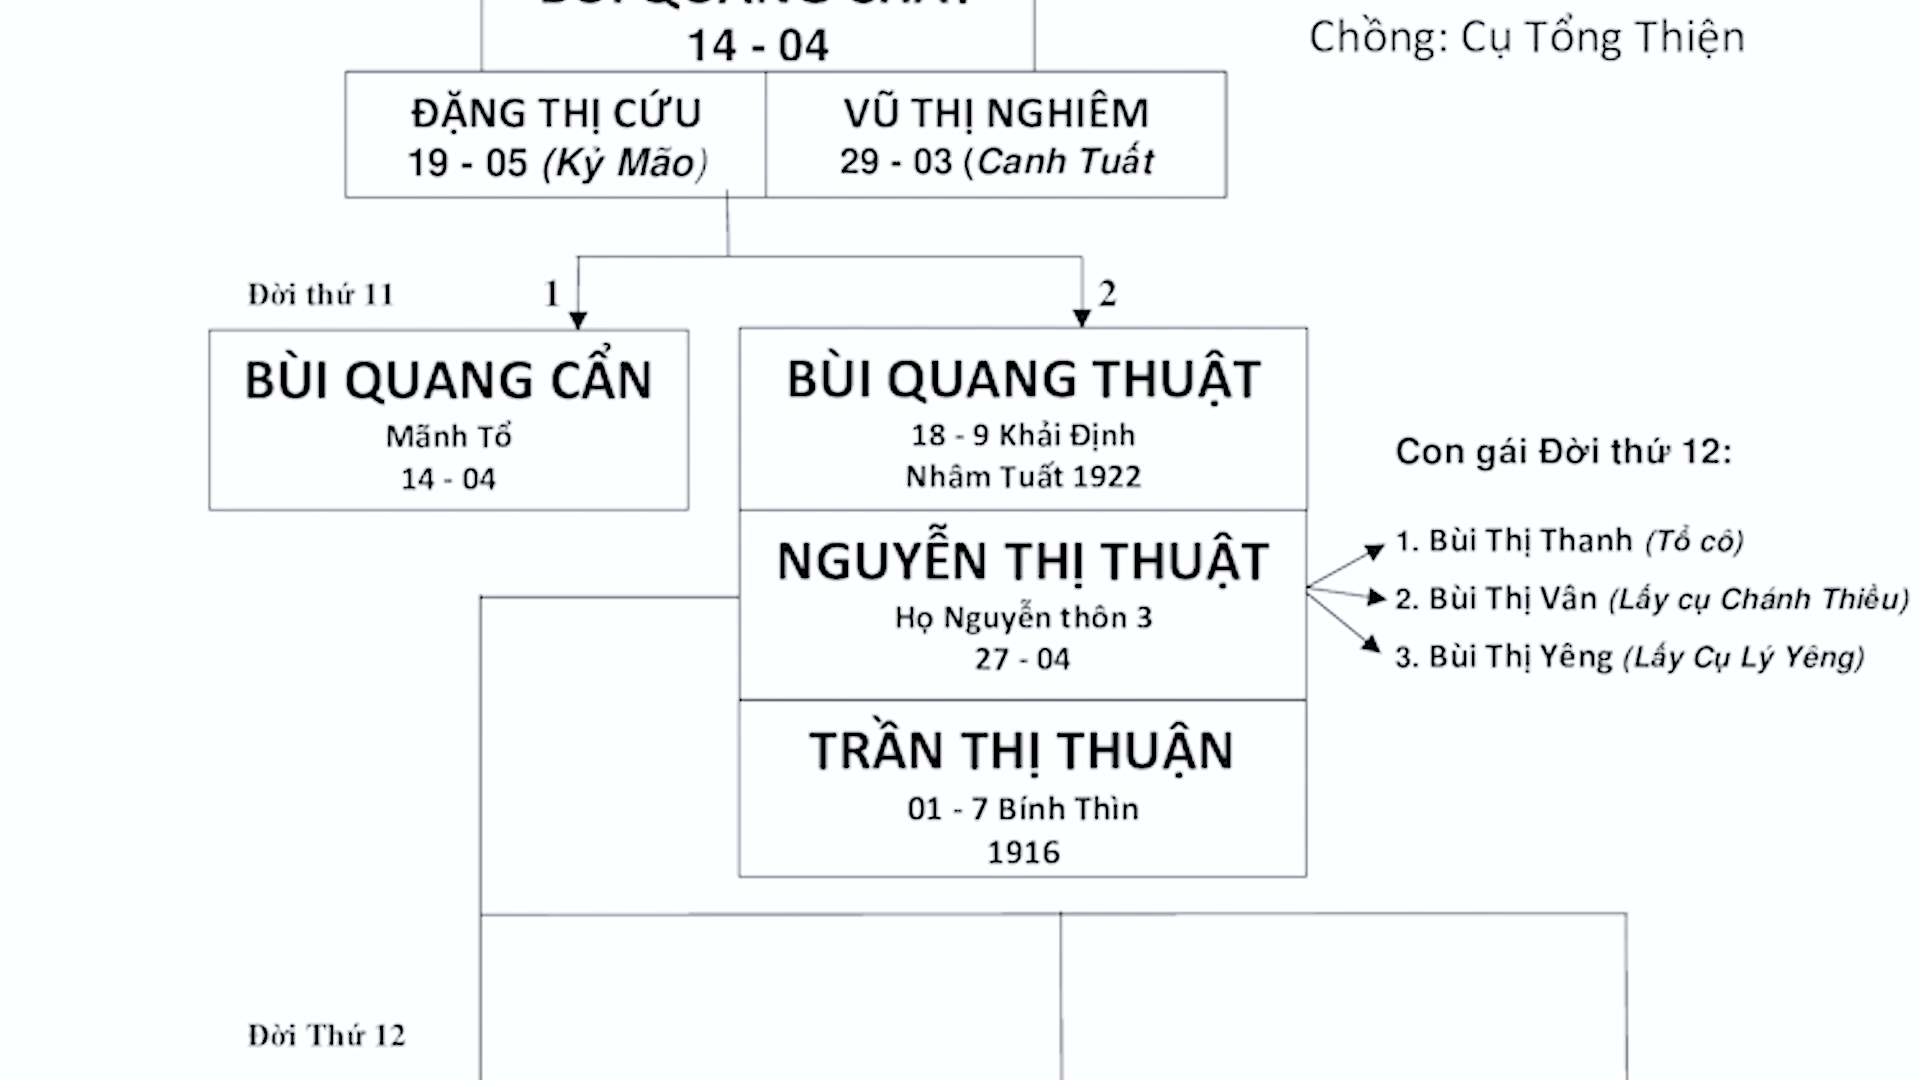 BÙI QUANG CHẤT
14 - 04
Chồng: Cụ Tổng Thiện
ĐẶNG THỊ CỨU
19 - 05 (Kỷ Mão)
VŨ THỊ NGHIÊM
29 - 03 (Canh Tuất
Đời thứ 11
1
2
BÙI QUANG CẨN
Mãnh Tổ
14 - 04
BÙI QUANG THUẬT
18 - 9 Khải Định
Nhâm Tuất 1922
NGUYỄN THỊ THUẬT
Họ Nguyễn thôn 3
27 - 04
TRẦN THỊ THUẬN
01 - 7 Bính Thìn
1916
Con gái Đời thứ 12:
1. Bùi Thị Thanh (Tổ cô)
2. Bùi Thị Vân (Lấy cụ Chánh Thiều)
3. Bùi Thị Yêng (Lấy Cụ Lý Yêng)
Đời Thứ 12